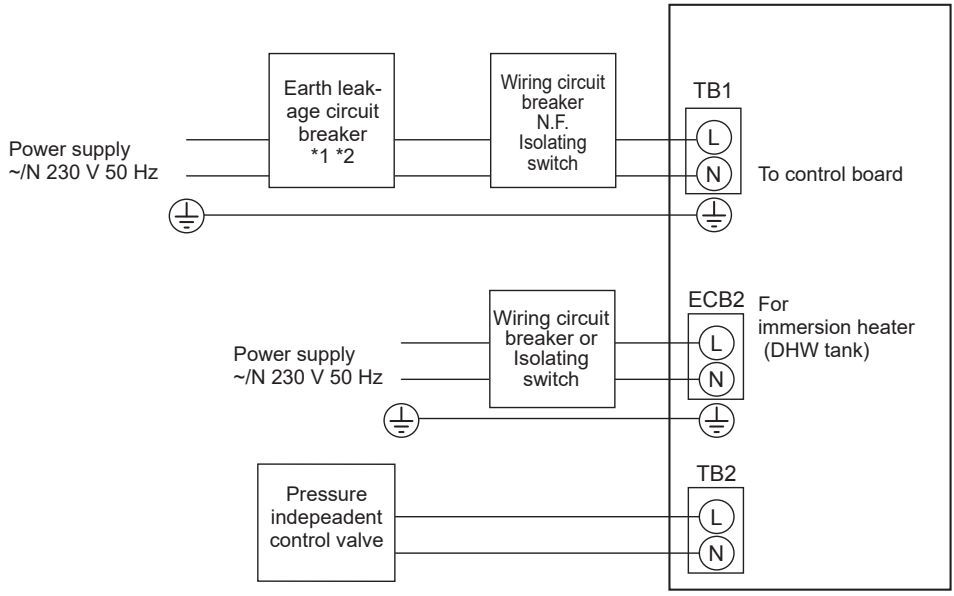 Power supply
~/N 230 V 50 Hz
Earth leak-
age circuit
breaker
*1 *2
Wiring circuit
breaker
N.F.
Isolating
switch
TB1
L
N
To control board
Power supply
~/N 230 V 50 Hz
Wiring circuit
breaker or
Isolating
switch
ECB2
L
N
For
immersion heater
(DHW tank)
Pressure
indepeadent
control valve
TB2
L
N